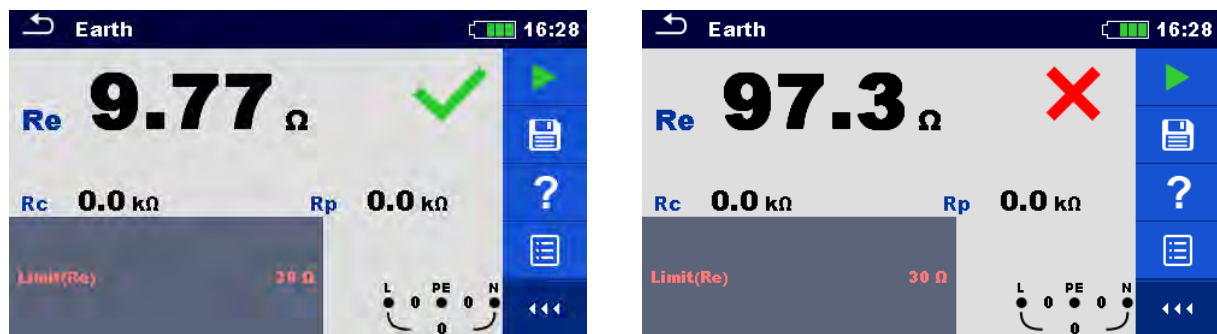 Earth 16:28
Re 9.77 Ω
Rc 0.0 kΩ Rp 0.0 kΩ
?
Limit(Re) 30 Ω
L PE N
0 0
0
Earth 16:28
Re 97.3 Ω
Rc 0.0 kΩ Rp 0.0 kΩ
?
Limit(Re) 30 Ω
L PE N
0 0
0